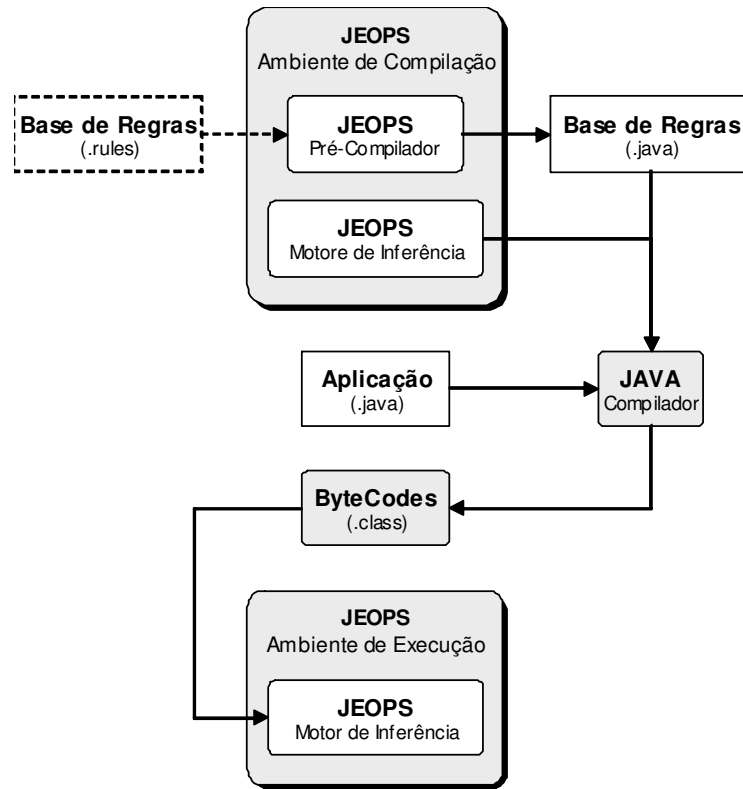 JEOPS
Ambiente de Compilação
Base de Regras
(.rules)
JEOPS
Pré-Compilador
Base de Regras
(.java)
JEOPS
Motore de Inferência
Aplicação
(.java)
JAVA
Compilador
ByteCodes
(.class)
JEOPS
Ambiente de Execução
JEOPS
Motor de Inferência